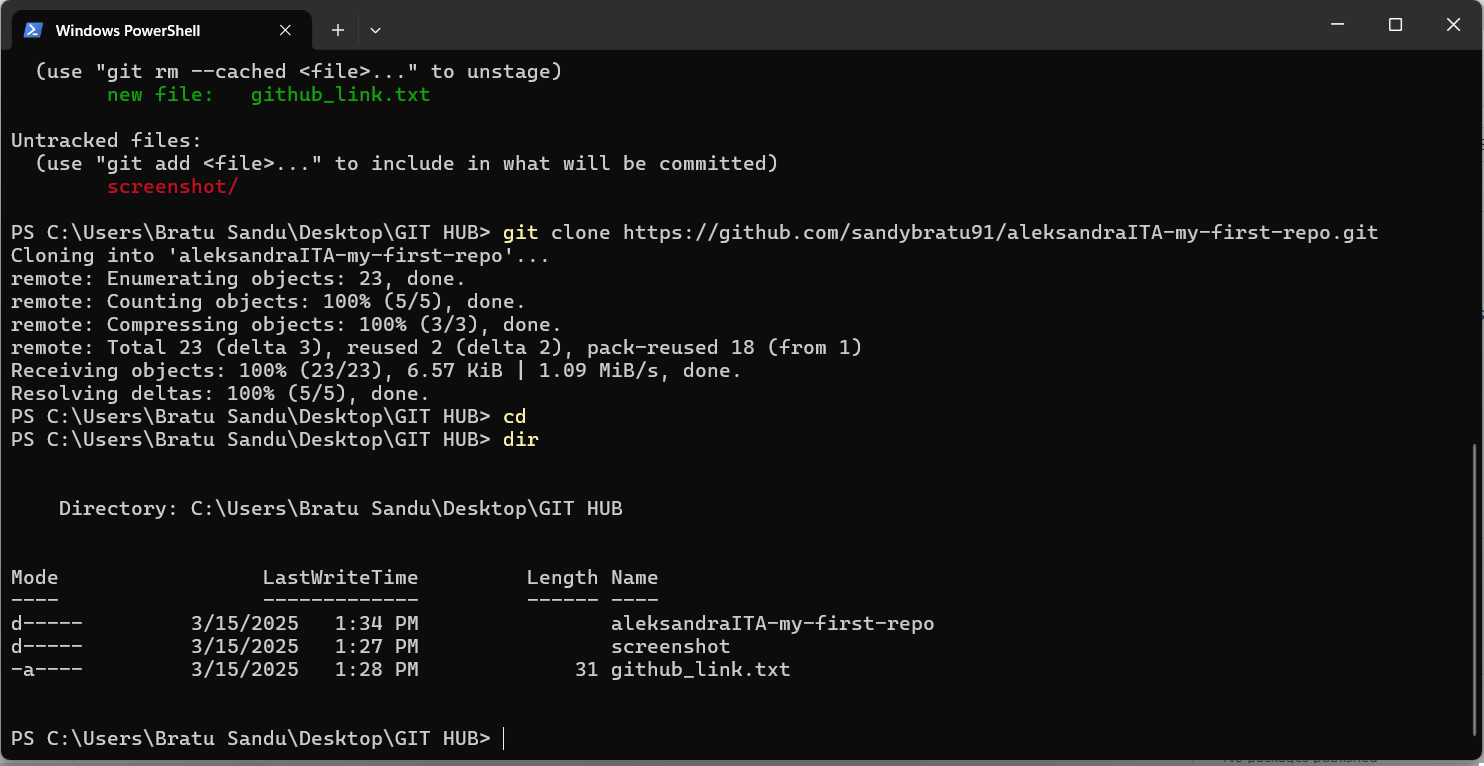 Windows PowerShell
(use "git rm --cached <file>..." to unstage)
new file:   github_link.txt
Untracked files:
(use "git add <file>..." to include in what will be committed)
screenshot/
PS C:\Users\Bratu Sandu\Desktop\GIT HUB> git clone https://github.com/sandybratu91/aleksandraITA-my-first-repo.git
Cloning into 'aleksandraITA-my-first-repo'...
remote: Enumerating objects: 23, done.
remote: Counting objects: 100% (5/5), done.
remote: Compressing objects: 100% (3/3), done.
remote: Total 23 (delta 3), reused 2 (delta 2), pack-reused 18 (from 1)
Receiving objects: 100% (23/23), 6.57 KiB | 1.09 MiB/s, done.
Resolving deltas: 100% (5/5), done.
PS C:\Users\Bratu Sandu\Desktop\GIT HUB> cd
PS C:\Users\Bratu Sandu\Desktop\GIT HUB> dir
Directory: C:\Users\Bratu Sandu\Desktop\GIT HUB
Mode                 LastWriteTime         Length Name
----                 -------------         ------ ----
d-----         3/15/2025   1:34 PM                aleksandraITA-my-first-repo
d-----         3/15/2025   1:27 PM                screenshot
-a----         3/15/2025   1:28 PM             31 github_link.txt
PS C:\Users\Bratu Sandu\Desktop\GIT HUB>